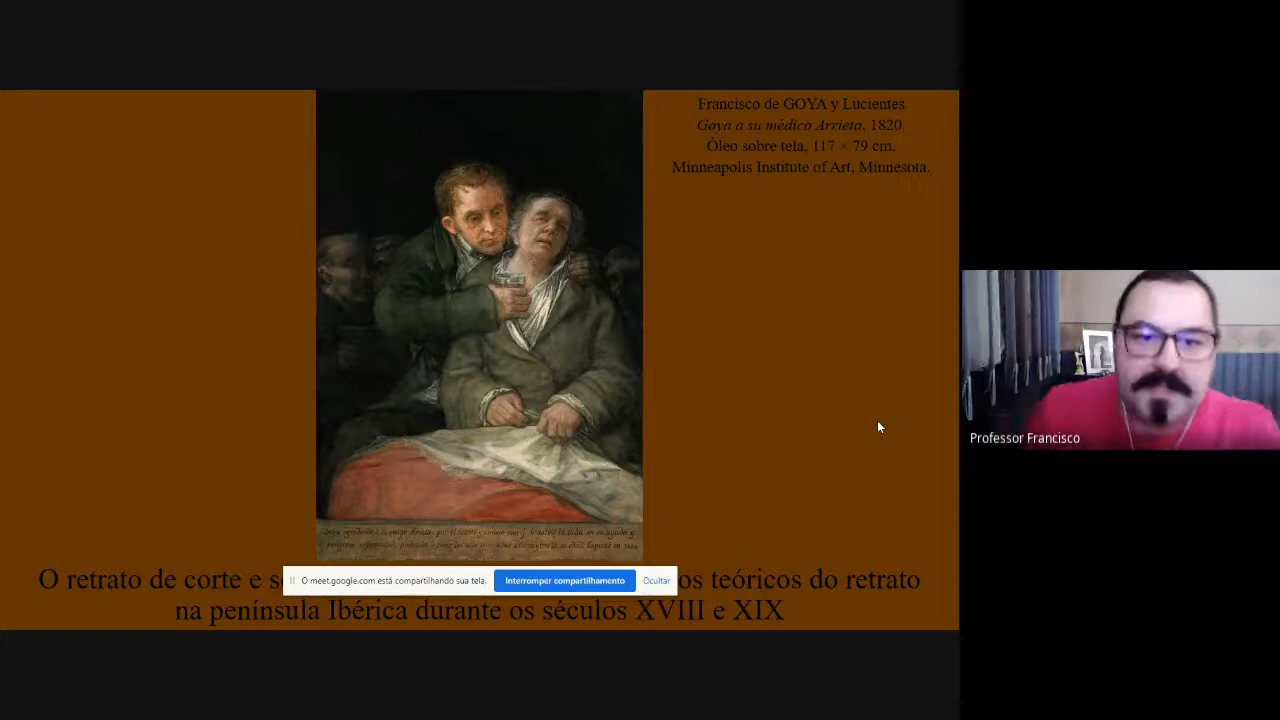 Francisco de GOYA y Lucientes
Goya a su médico Arrieta, 1820.
Óleo sobre tela, 117 × 79 cm.
Minneapolis Institute of Art, Minnesota.
Professor Francisco
O meet.google.com está compartilhando sua tela.
Interromper compartilhamento
Ocultar
O retrato de corte e s os teóricos do retrato
na península Ibérica durante os séculos XVIII e XIX